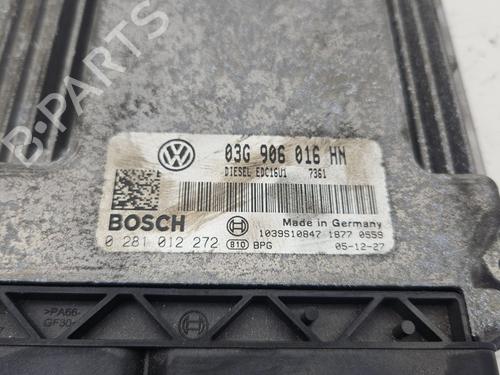 B-PARTS
03G 906 016 HN
DIESEL EDC16U1 7361
BOSCH
Made in Germany
0 281 012 272 810 BPG
1039S10847 1877 0559
05-12-27
>PA66-
GF30<